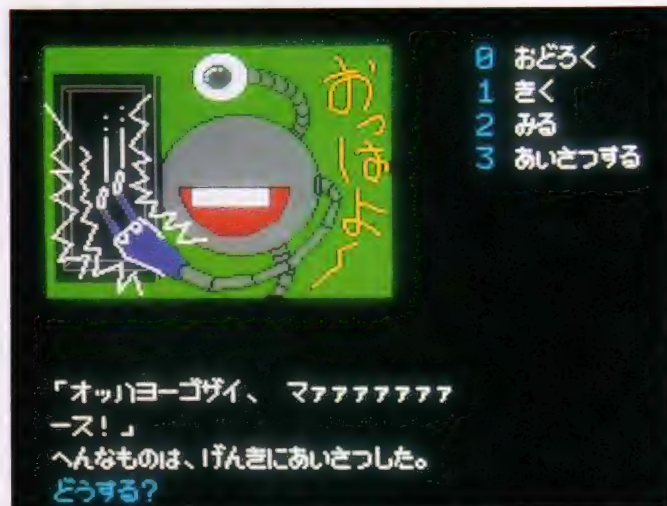 おっはよ〜
0 おどろく
1 きく
2 みる
3 あいさつする
「オッハヨーゴザイ、 マァァァァァァァ
ース!」
へんなものは、げんきにあいさつした。
どうする?